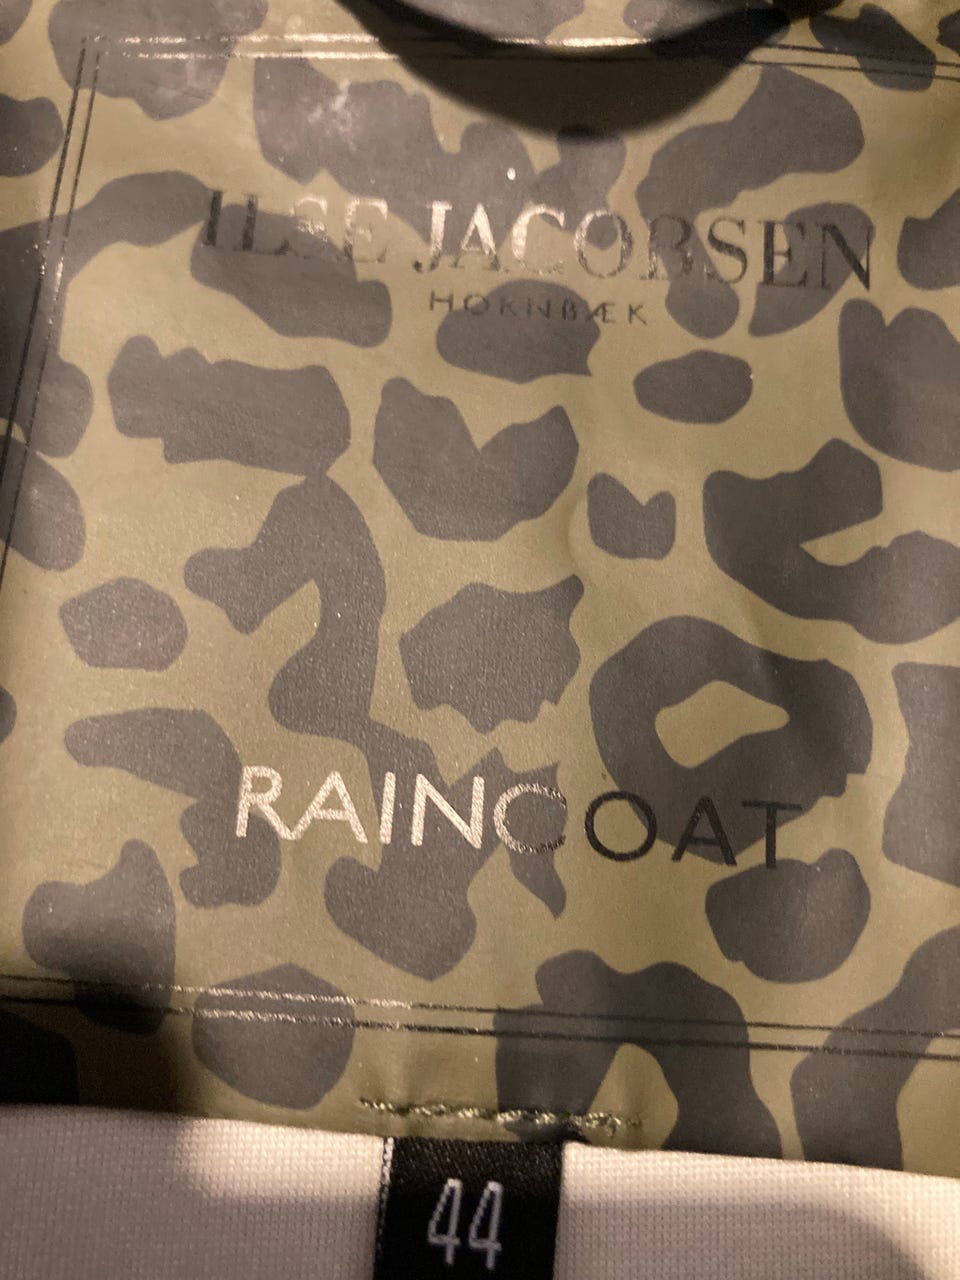 ILSE JACOBSEN
HORNBÆK
RAINCOAT
44